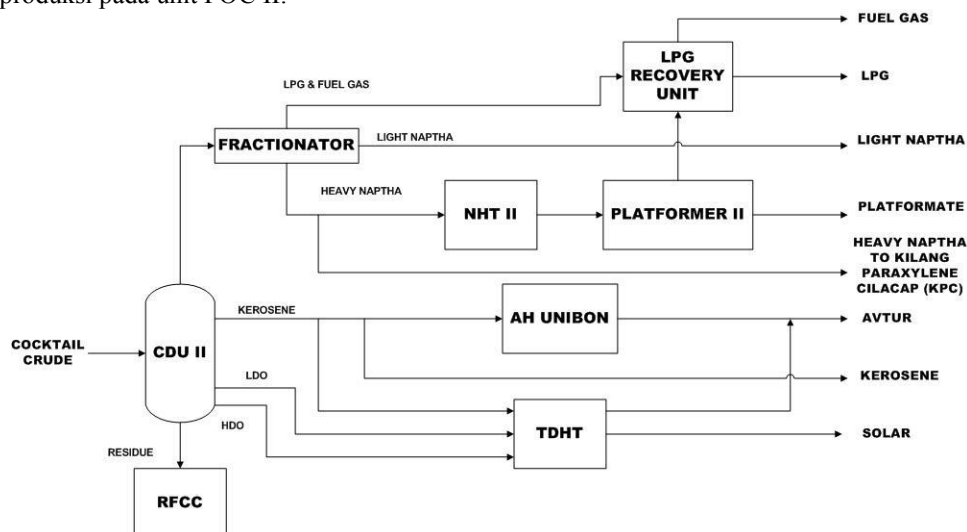 produksi pada unit FOC II.
FUEL GAS
LPG
RECOVERY
UNIT
LPG
LPG & FUEL GAS
FRACTIONATOR
LIGHT NAPTHA
LIGHT NAPTHA
HEAVY NAPTHA
NHT II
PLATFORMER II
PLATFORMATE
HEAVY NAPTHA
TO KILANG
PARAXYLENE
CILACAP (KPC)
KEROSENE
AH UNIBON
AVTUR
COCKTAIL
CRUDE
CDU II
LDO
KEROSENE
HDO
TDHT
SOLAR
RESIDUE
RFCC